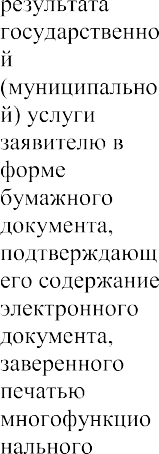 результата
государственно
й
(муниципально
й) услуги
заявителю в
форме
бумажного
документа,
подтверждающ
его содержание
электронного
документа,
заверенного
печатью
многофункцио
нального